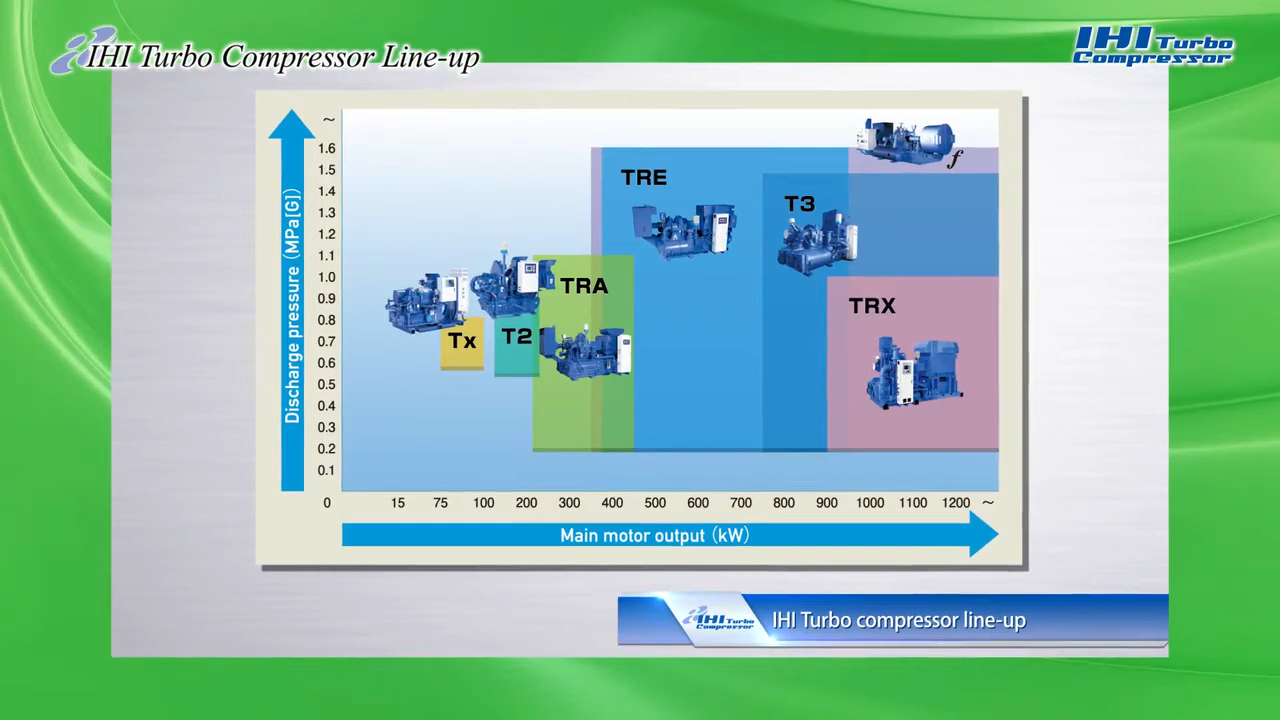 IHI Turbo Compressor Line-up
IHI Turbo
Compressor
Discharge pressure (MPa[G])
~
1.6
1.5
1.4
1.3
1.2
1.1
1.0
0.9
0.8
0.7
0.6
0.5
0.4
0.3
0.2
0.1
f
TRE
T3
TRA
TRX
Tx
T2
0 15 75 100 200 300 400 500 600 700 800 900 1000 1100 1200 ~
Main motor output (kW)
IHI Turbo
Compressor
IHI Turbo compressor line-up